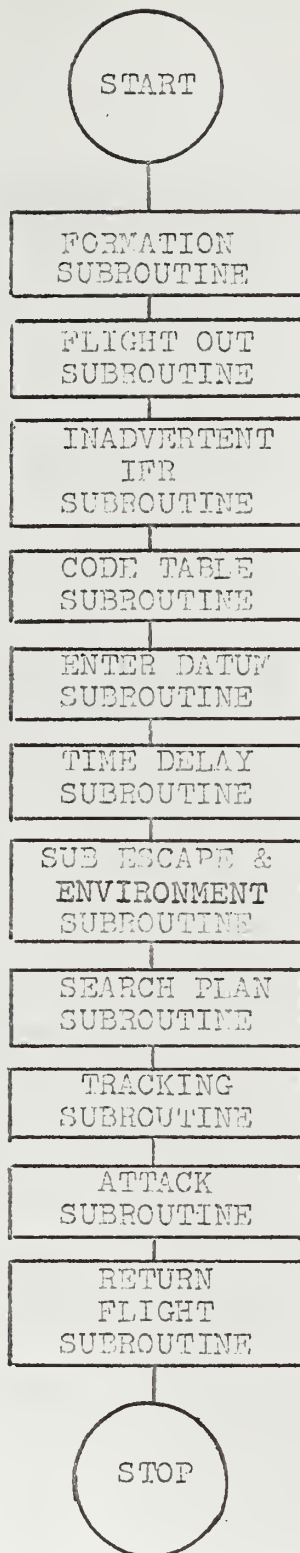 START
FORMATION
SUBROUTINE
FLIGHT OUT
SUBROUTINE
INADVERTENT
IFR
SUBROUTINE
CODE TABLE
SUBROUTINE
ENTER DATUM
SUBROUTINE
TIME DELAY
SUBROUTINE
SUB ESCAPE &
ENVIRONMENT
SUBROUTINE
SEARCH PLAN
SUBROUTINE
TRACKING
SUBROUTINE
ATTACK
SUBROUTINE
RETURN
FLIGHT
SUBROUTINE
STOP